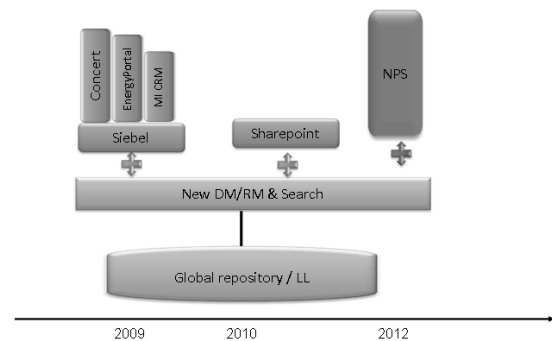 Concert
EnergyPortal
MI CRM
NPS
Siebel
Sharepoint
New DM/RM & Search
Global repository / LL
2009
2010
2012